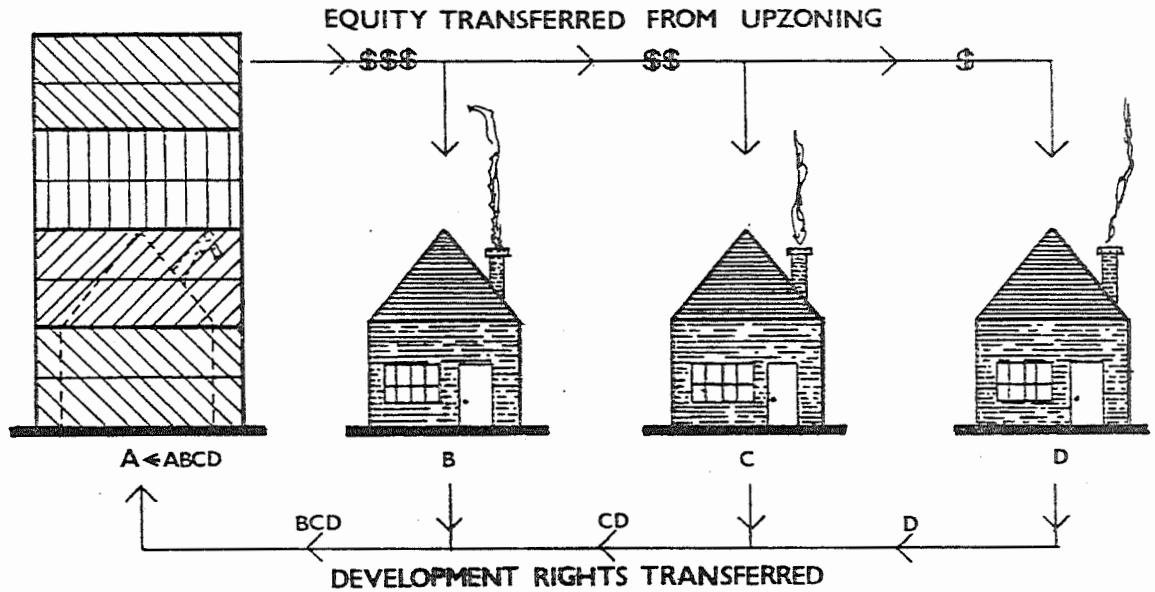 EQUITY TRANSFERRED FROM UPZONING
$$$ $$ $
A<ABCD B C D
BCD CD D
DEVELOPMENT RIGHTS TRANSFERRED